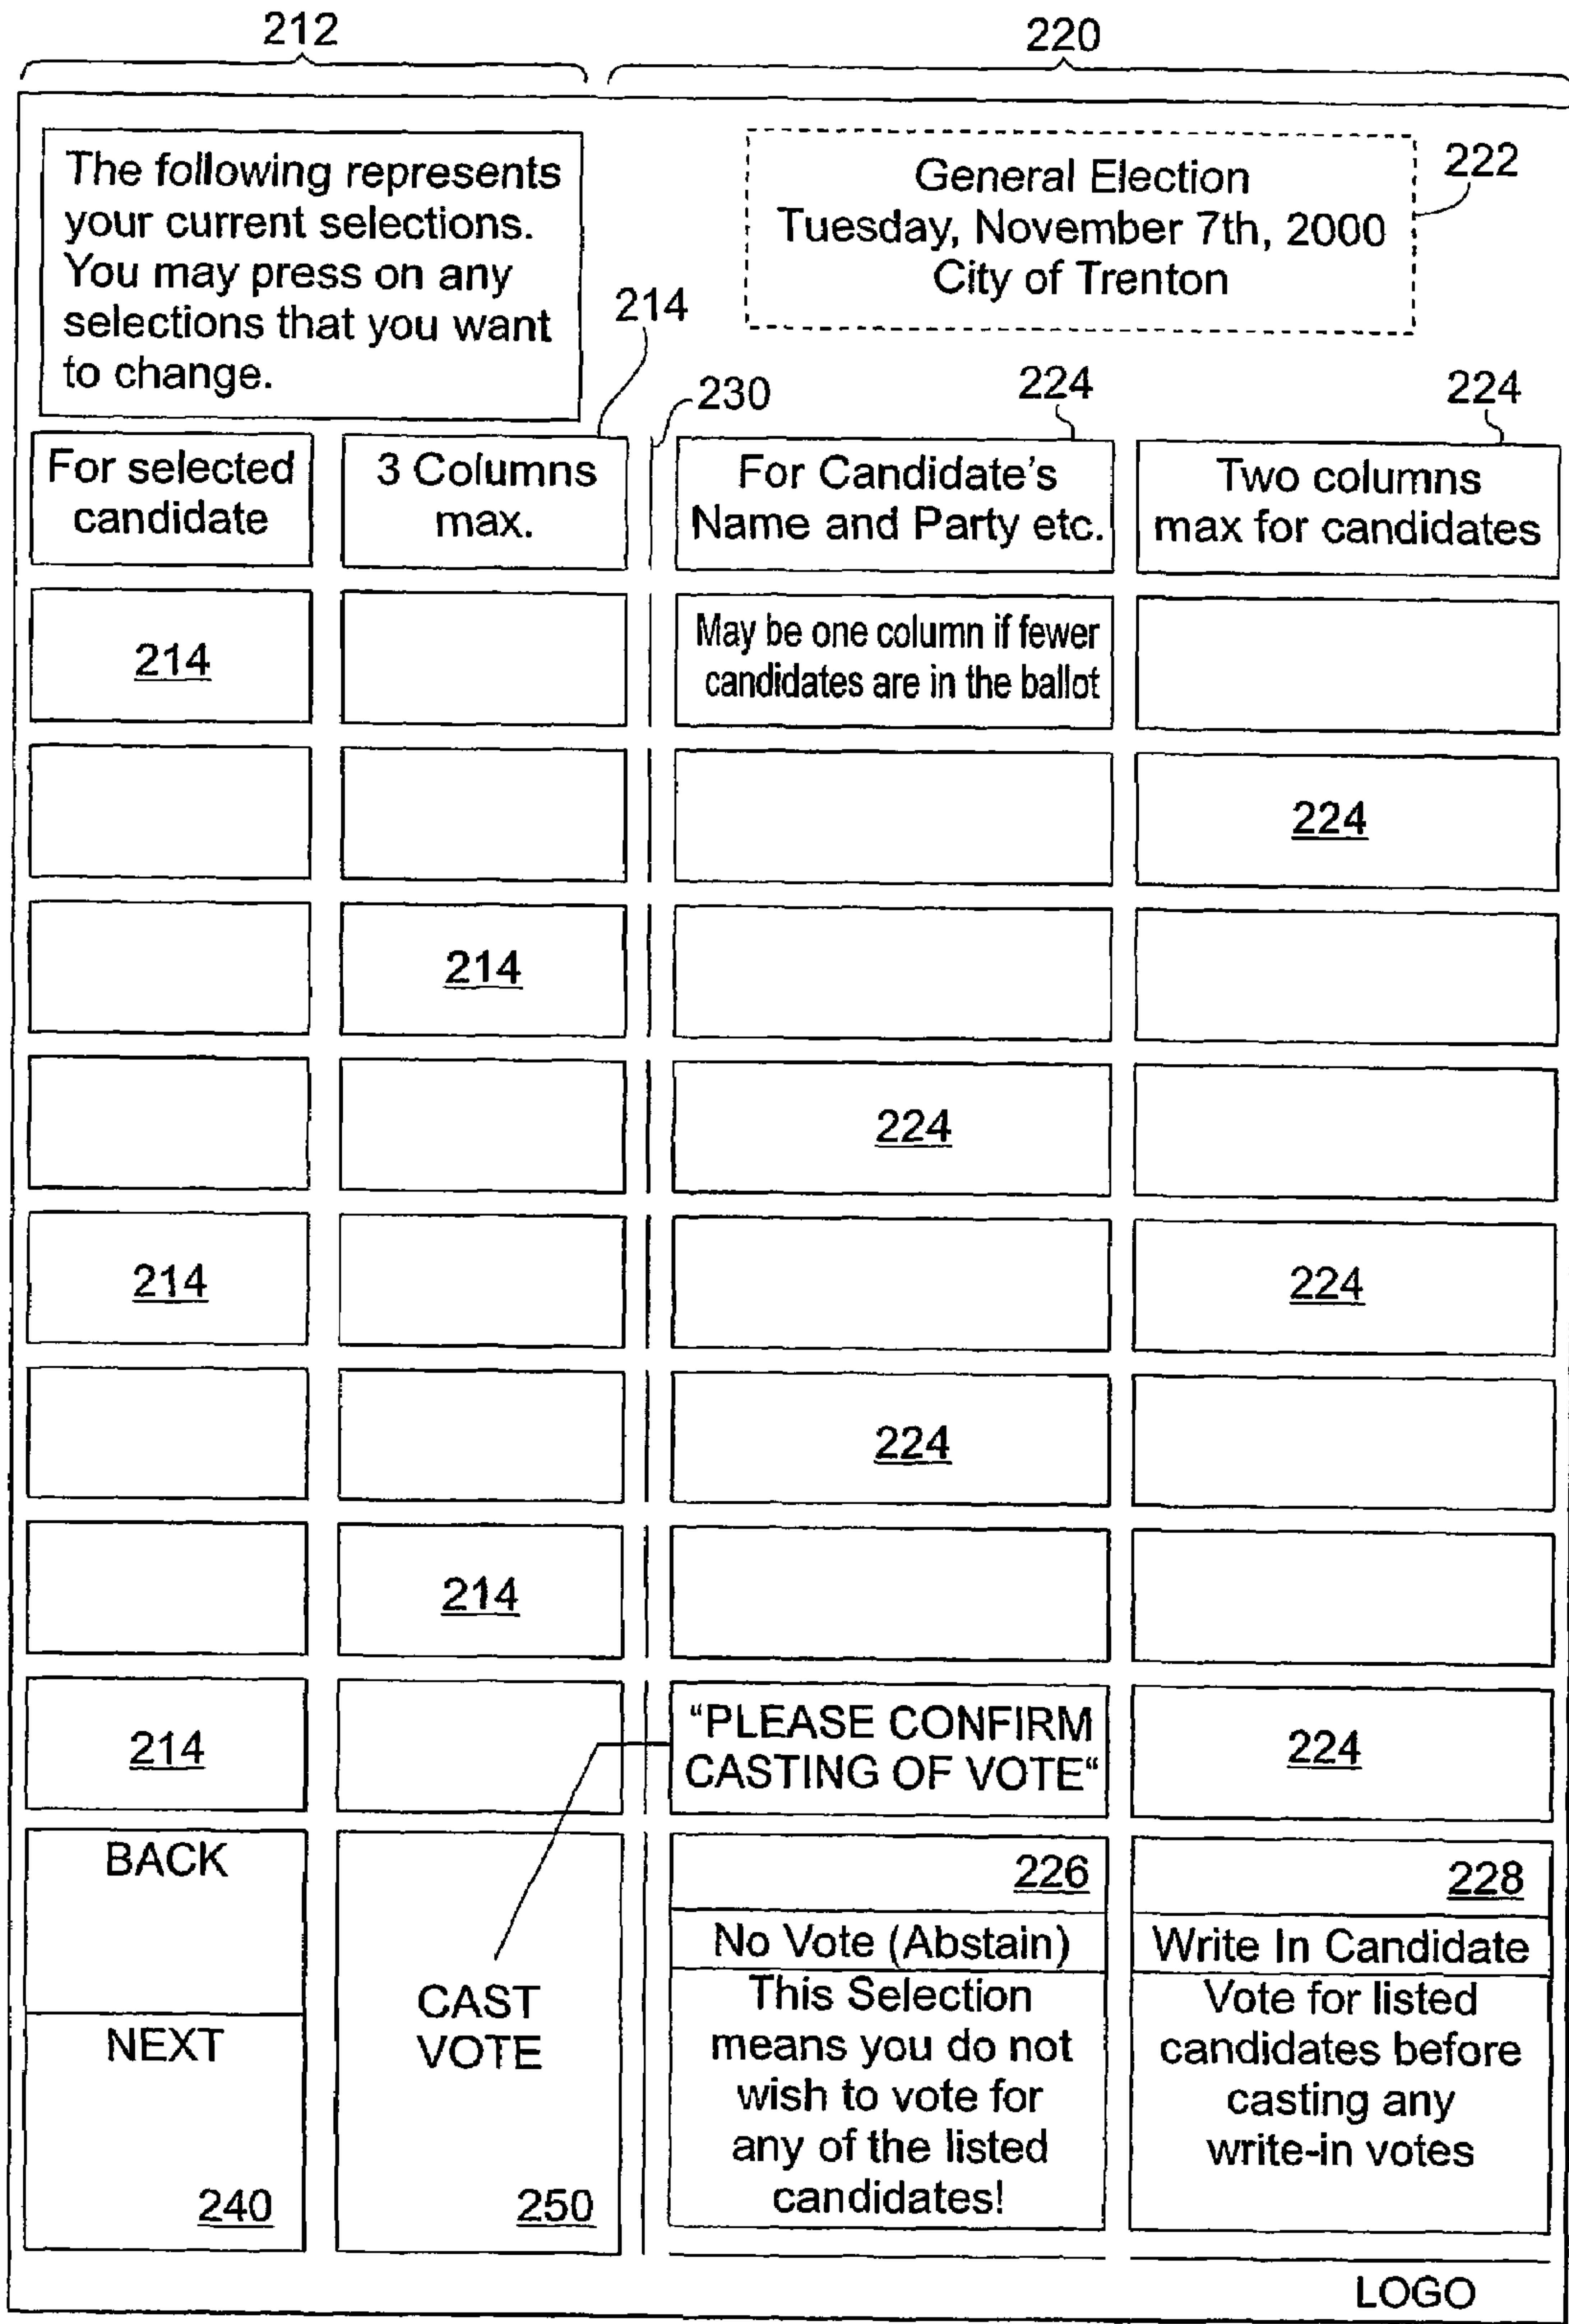 212
220
The following represents
your current selections.
You may press on any
selections that you want
to change.
General Election
Tuesday, November 7th, 2000
City of Trenton
222
214
230
224
224
For selected
candidate
3 Columns
max.
For Candidate's
Name and Party etc.
Two columns
max for candidates
214
May be one column if fewer
candidates are in the ballot
224
214
224
214
224
224
214
214
"PLEASE CONFIRM
CASTING OF VOTE"
224
BACK
NEXT
240
CAST
VOTE
250
226
No Vote (Abstain)
This Selection
means you do not
wish to vote for
any of the listed
candidates!
228
Write In Candidate
Vote for listed
candidates before
casting any
write-in votes
LOGO